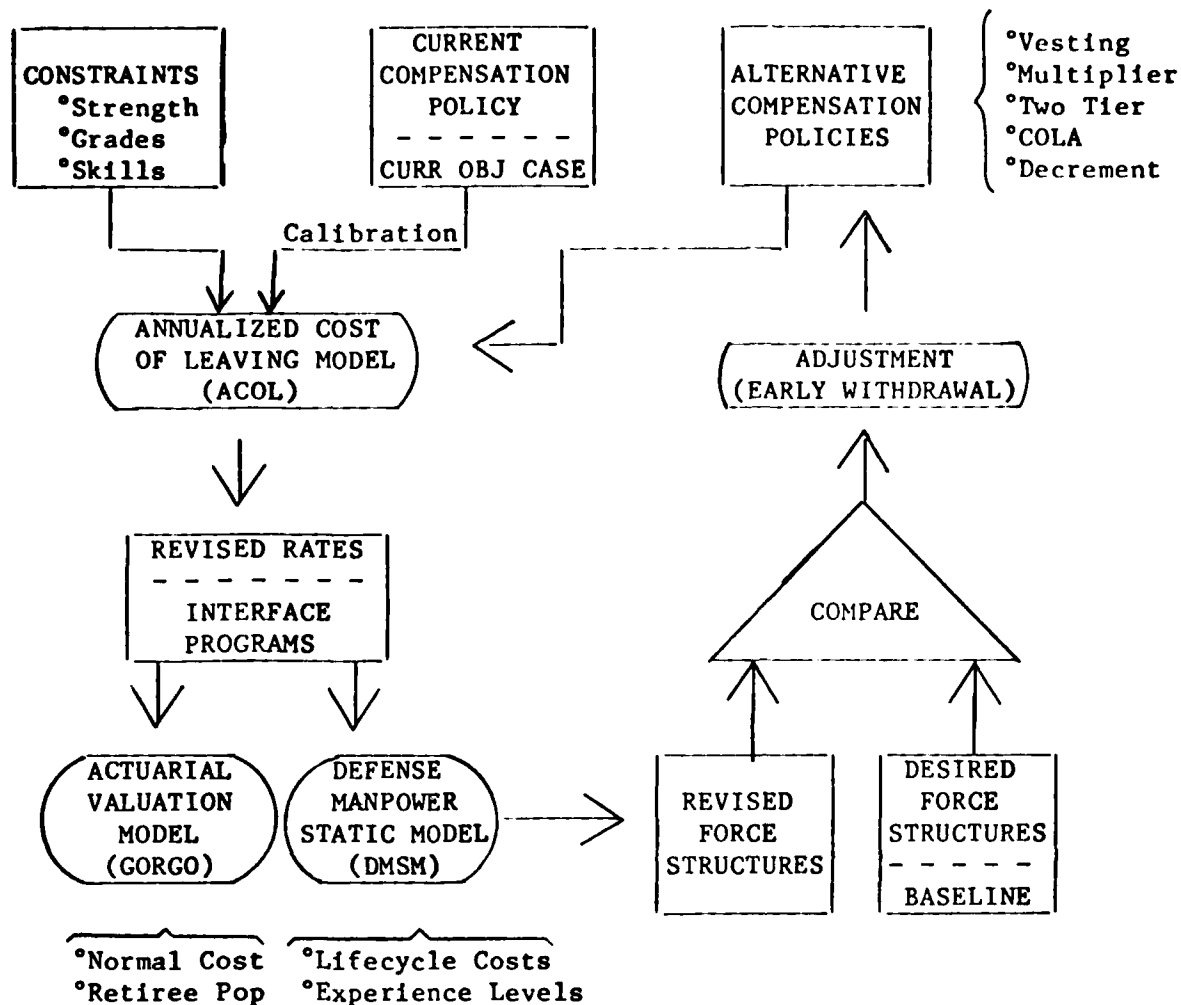 CONSTRAINTS
°Strength
°Grades
°Skills
CURRENT
COMPENSATION
POLICY
CURR OBJ CASE
ALTERNATIVE
COMPENSATION
POLICIES
°Vesting
°Multiplier
°Two Tier
°COLA
°Decrement
Calibration
ANNUALIZED COST
OF LEAVING MODEL
(ACOL)
ADJUSTMENT
(EARLY WITHDRAWAL)
REVISED RATES
INTERFACE
PROGRAMS
COMPARE
ACTUARIAL
VALUATION
MODEL
(GORGO)
DEFENSE
MANPOWER
STATIC MODEL
(DMSM)
REVISED
FORCE
STRUCTURES
DESIRED
FORCE
STRUCTURES
BASELINE
°Normal Cost
°Retiree Pop
°Lifecycle Costs
°Experience Levels